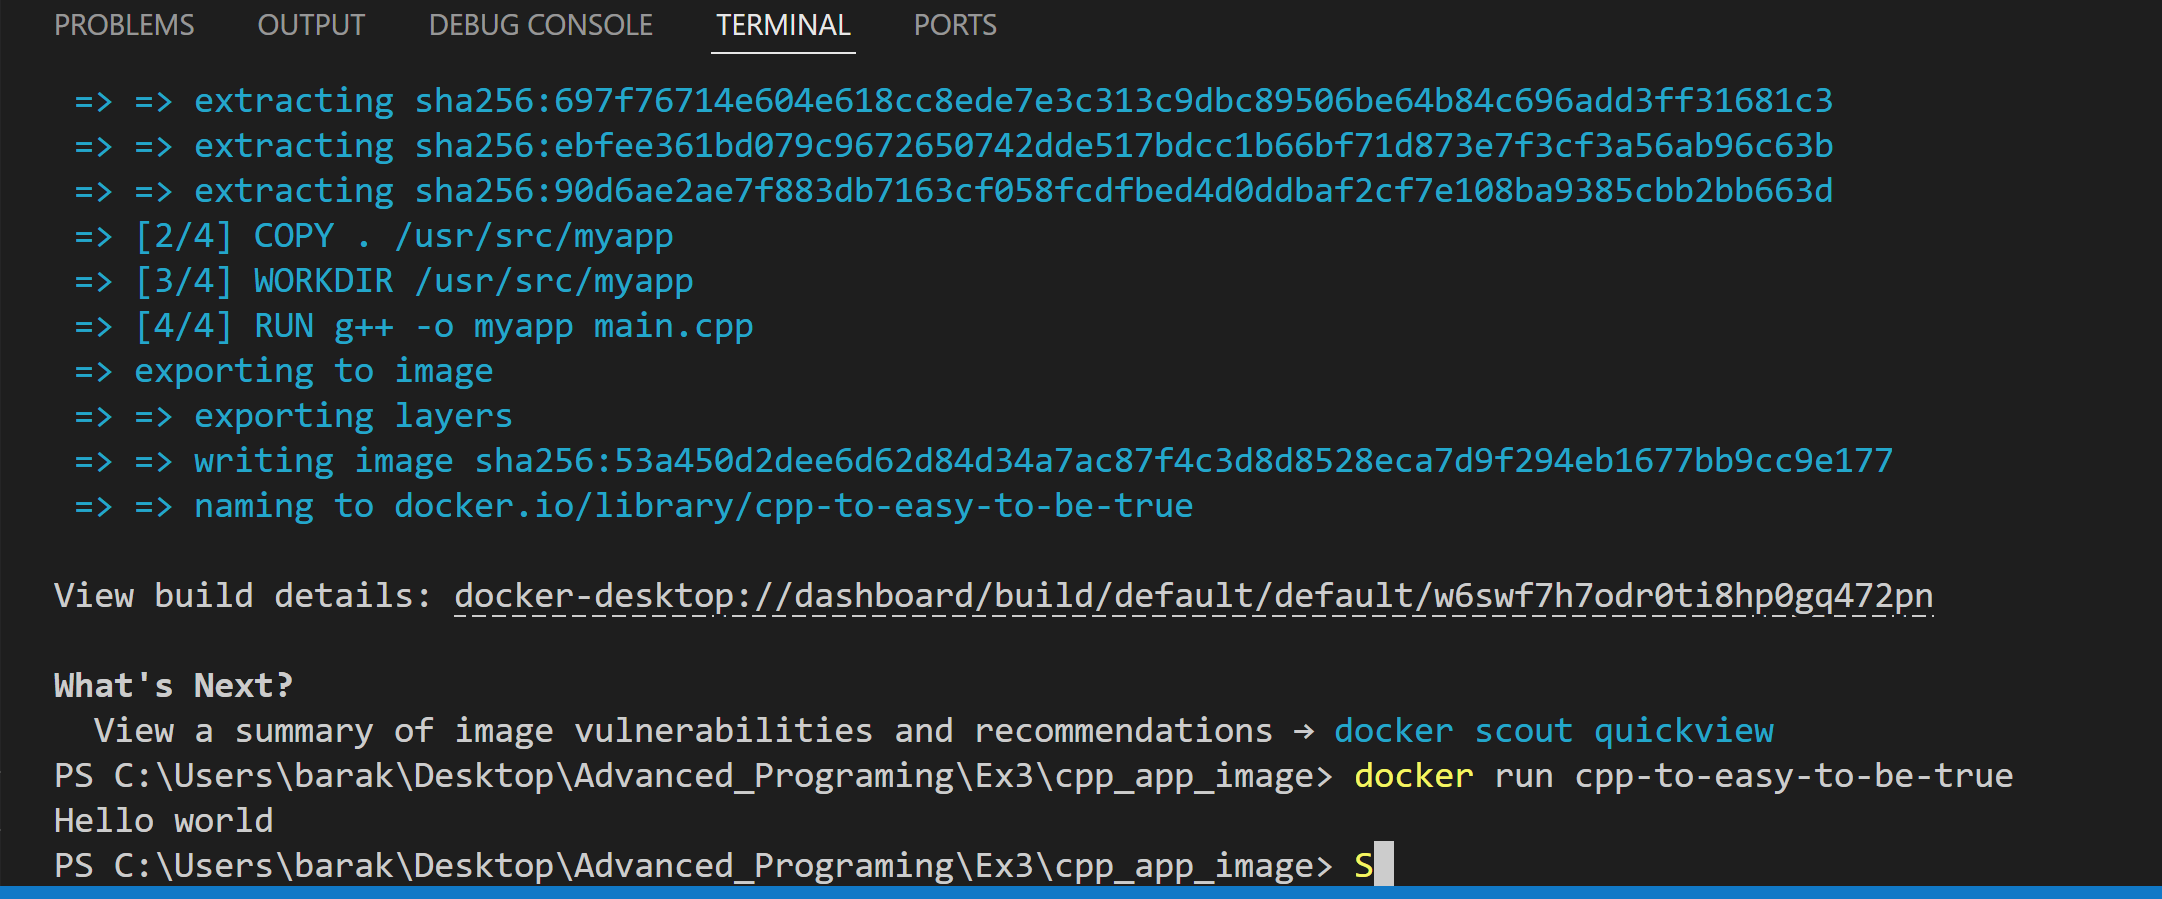 PROBLEMS OUTPUT DEBUG CONSOLE TERMINAL PORTS
=> => extracting sha256:697f76714e604e618cc8ede7e3c313c9dbc89506be64b84c696add3ff31681c3
=> => extracting sha256:ebfee361bd079c9672650742dde517bdcc1b66bf71d873e7f3cf3a56ab96c63b
=> => extracting sha256:90d6ae2ae7f883db7163cf058fcdfbed4d0ddbaf2cf7e108ba9385cbb2bb663d
=> [2/4] COPY . /usr/src/myapp
=> [3/4] WORKDIR /usr/src/myapp
=> [4/4] RUN g++ -o myapp main.cpp
=> exporting to image
=> => exporting layers
=> => writing image sha256:53a450d2dee6d62d84d34a7ac87f4c3d8d8528eca7d9f294eb1677bb9cc9e177
=> => naming to docker.io/library/cpp-to-easy-to-be-true
View build details: docker-desktop://dashboard/build/default/default/w6swf7h7odr0ti8hp0gq472pn
What's Next?
View a summary of image vulnerabilities and recommendations → docker scout quickview
PS C:\Users\barak\Desktop\Advanced_Programing\Ex3\cpp_app_image> docker run cpp-to-easy-to-be-true
Hello world
PS C:\Users\barak\Desktop\Advanced_Programing\Ex3\cpp_app_image> S